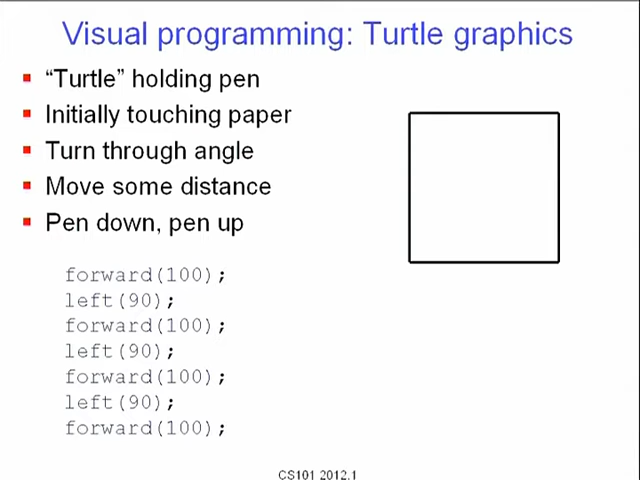 Visual programming: Turtle graphics
“Turtle” holding pen
Initially touching paper
Turn through angle
Move some distance
Pen down, pen up
forward(100);
left(90);
forward(100);
left(90);
forward(100);
left(90);
forward(100);
CS101 2012.1